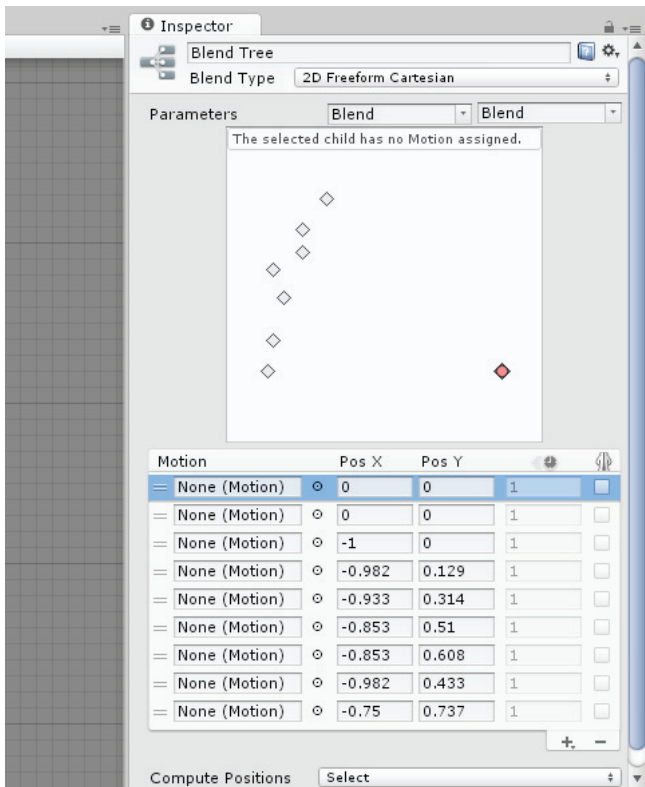 Inspector
Blend Tree
Blend Type 2D Freeform Cartesian
Parameters Blend Blend
The selected child has no Motion assigned.
Motion Pos X Pos Y
None (Motion) 0 0 1
None (Motion) 0 0 1
None (Motion) -1 0 1
None (Motion) -0.982 0.129 1
None (Motion) -0.933 0.314 1
None (Motion) -0.853 0.51 1
None (Motion) -0.853 0.608 1
None (Motion) -0.982 0.433 1
None (Motion) -0.75 0.737 1
Compute Positions Select